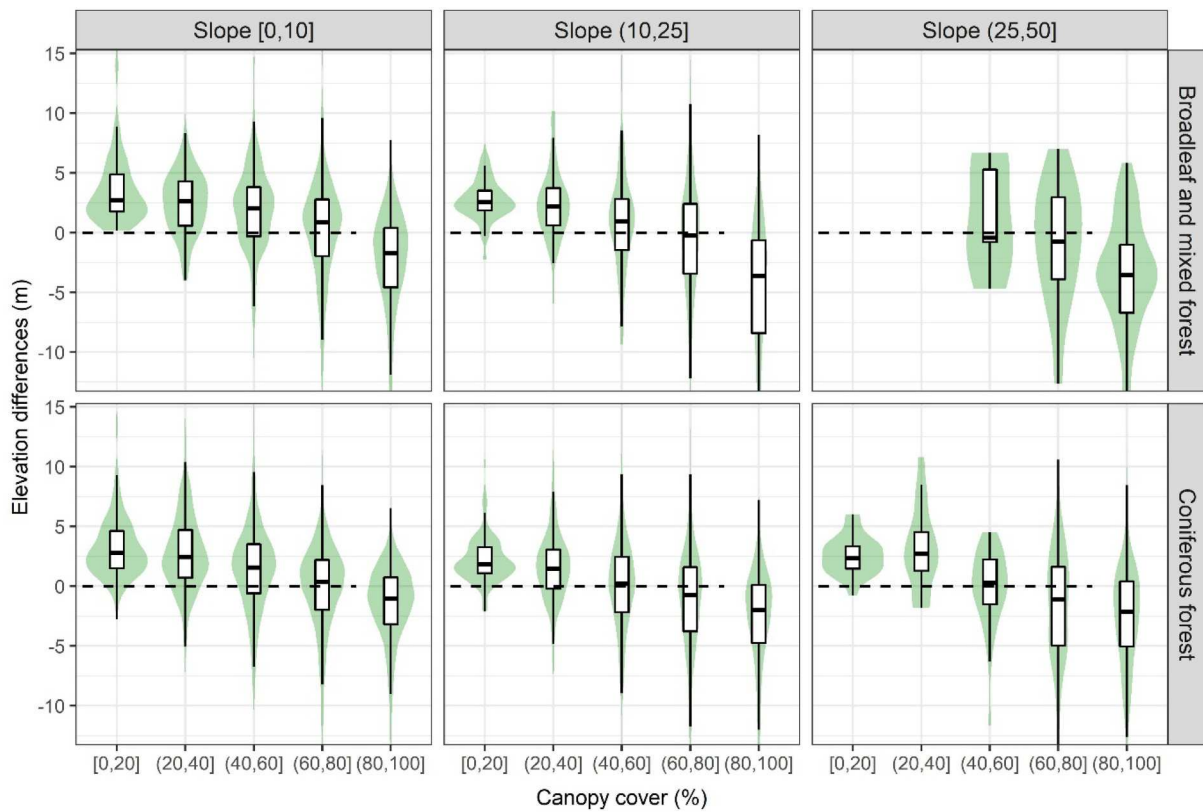 Slope [0,10]
Slope (10,25]
Slope (25,50]
Elevation differences (m)
15
10
5
0
-5
-10
Broadleaf and mixed forest
15
10
5
0
-5
-10
Coniferous forest
[0,20] (20,40] (40,60] (60,80] (80,100]
[0,20] (20,40] (40,60] (60,80] (80,100]
[0,20] (20,40] (40,60] (60,80] (80,100]
Canopy cover (%)